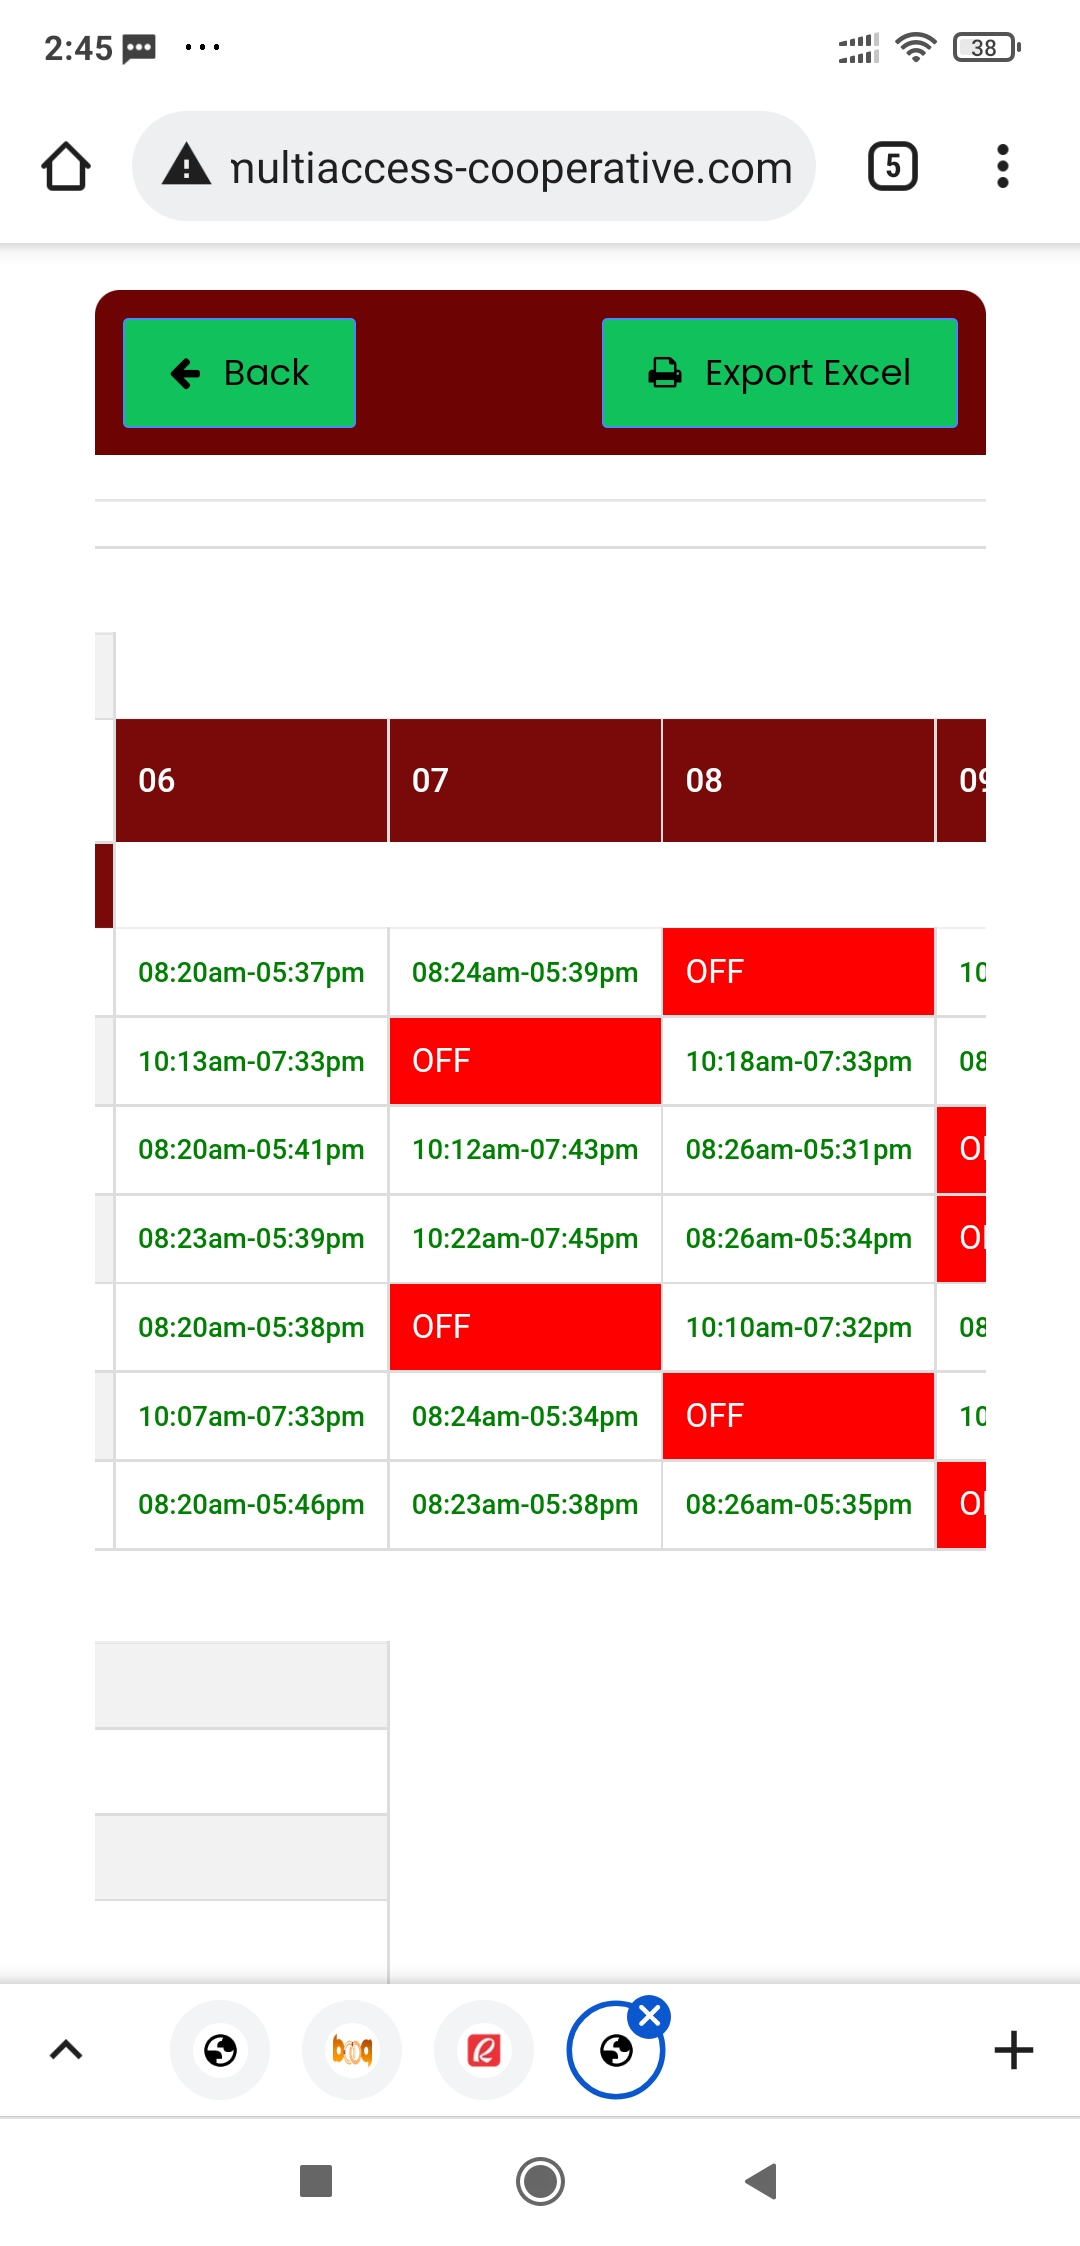 2:45 ... 38
multiaccess-cooperative.com 5
Back Export Excel
06 07 08 09
08:20am-05:37pm 08:24am-05:39pm OFF 10
10:13am-07:33pm OFF 10:18am-07:33pm 08
08:20am-05:41pm 10:12am-07:43pm 08:26am-05:31pm
08:23am-05:39pm 10:22am-07:45pm 08:26am-05:34pm
08:20am-05:38pm OFF 10:10am-07:32pm 08
10:07am-07:33pm 08:24am-05:34pm OFF 10
08:20am-05:46pm 08:23am-05:38pm 08:26am-05:35pm